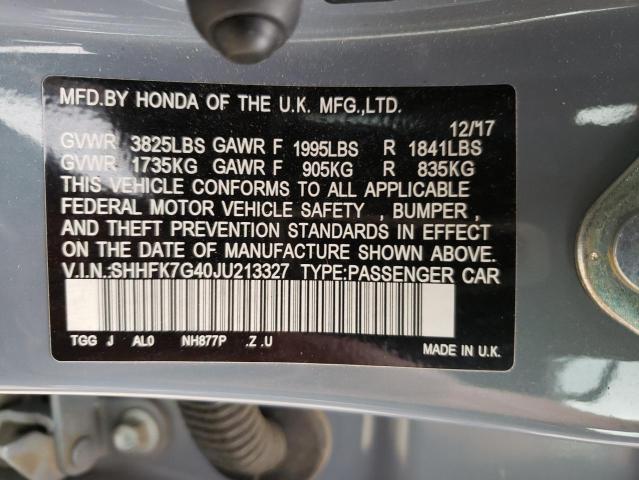 MFD.BY HONDA OF THE U.K. MFG.,LTD.
12/17
GVWR 3825LBS GAWR F 1995LBS R 1841LBS
GVWR 1735KG GAWR F 905KG R 835KG
THIS VEHICLE CONFORMS TO ALL APPLICABLE
FEDERAL MOTOR VEHICLE SAFETY , BUMPER ,
AND THEFT PREVENTION STANDARDS IN EFFECT
ON THE DATE OF MANUFACTURE SHOWN ABOVE.
V.I.N.:SHHFK7G40JU213327 TYPE:PASSENGER CAR
TGG J AL0 NH877P .Z .U
MADE IN U.K.